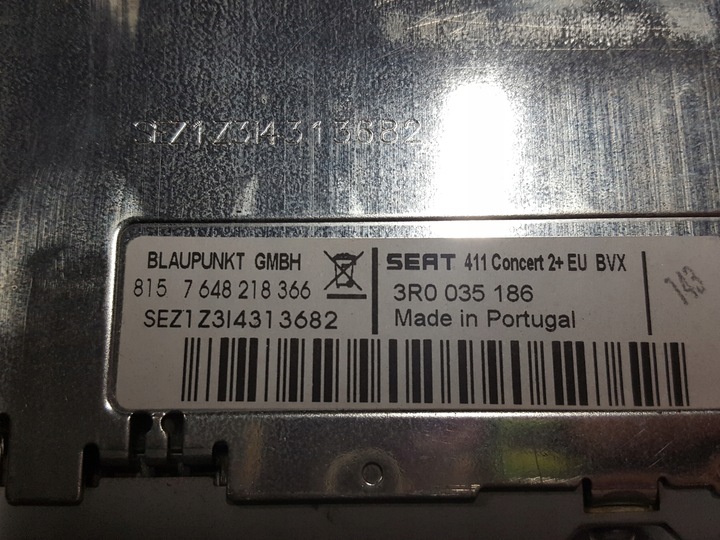 SEZ1Z3I4313682
BLAUPUNKT GMBH
815 7 648 218 366
SEZ1Z3I4313682
SEAT 411 Concert 2+ EU BVX
3R0 035 186
Made in Portugal
143